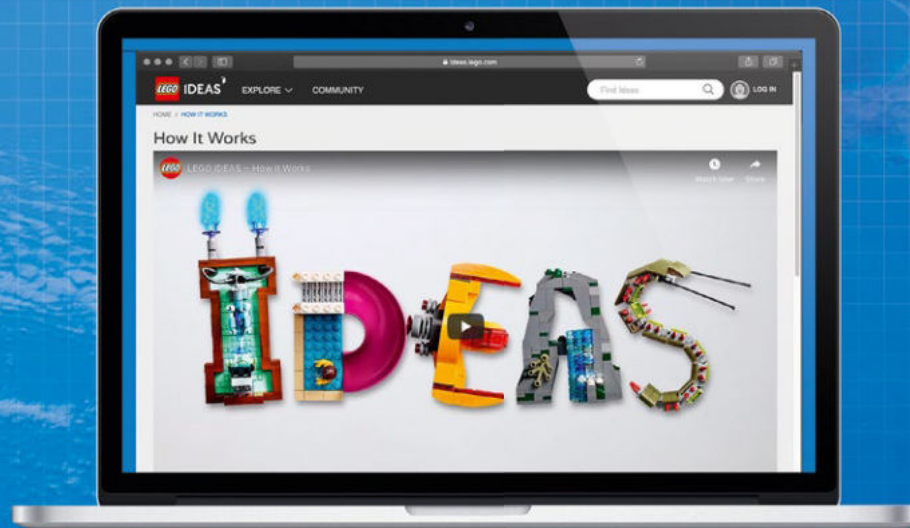 ideas.lego.com
LEGO IDEAS EXPLORE COMMUNITY Find Ideas LOG IN
HOME / HOW IT WORKS
How It Works
LEGO LEGO IDEAS – How It Works
Watch later Share
IDEAS